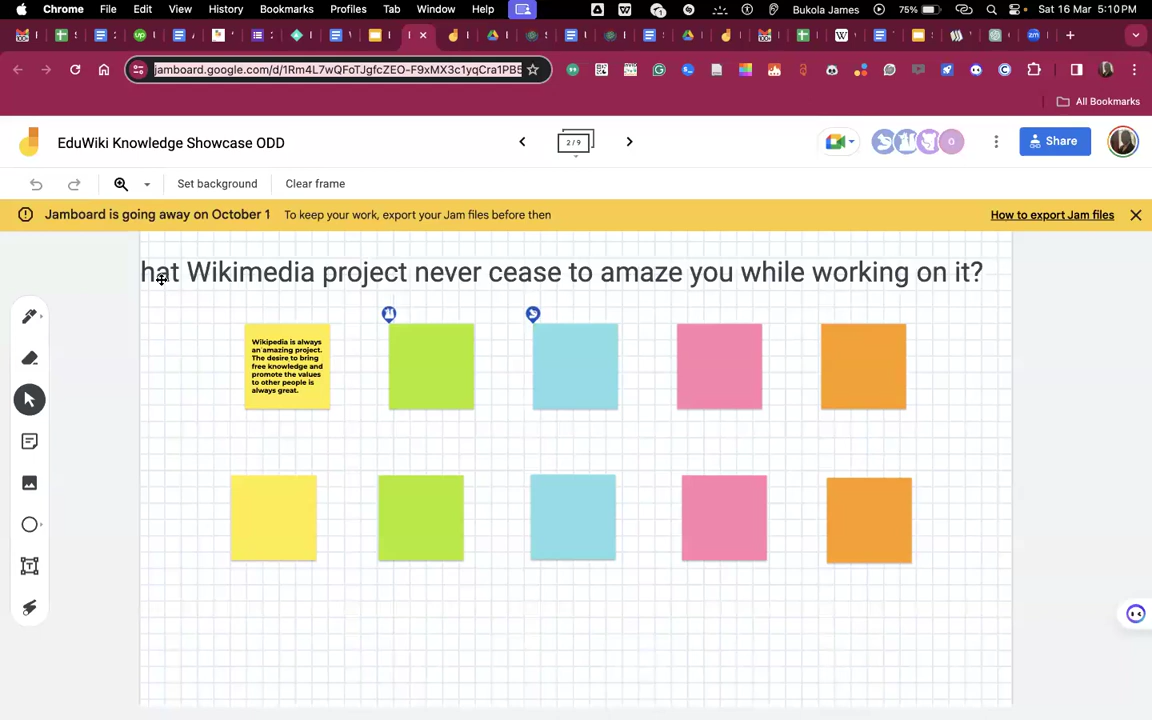 Chrome File Edit View History Bookmarks Profiles Tab Window Help Bukola James 75% Sat 16 Mar 5:10PM
jamboard.google.com/d/1Rm4L7wQFoTJgfcZEO-F9xMX3c1yqCra1PB
All Bookmarks
EduWiki Knowledge Showcase ODD
2 / 9
Share
Set background
Clear frame
Jamboard is going away on October 1 To keep your work, export your Jam files before then How to export Jam files
hat Wikimedia project never cease to amaze you while working on it?
Wikipedia is always
an amazing project.
The desire to bring
free knowledge and
promote the values
to other people is
always great.